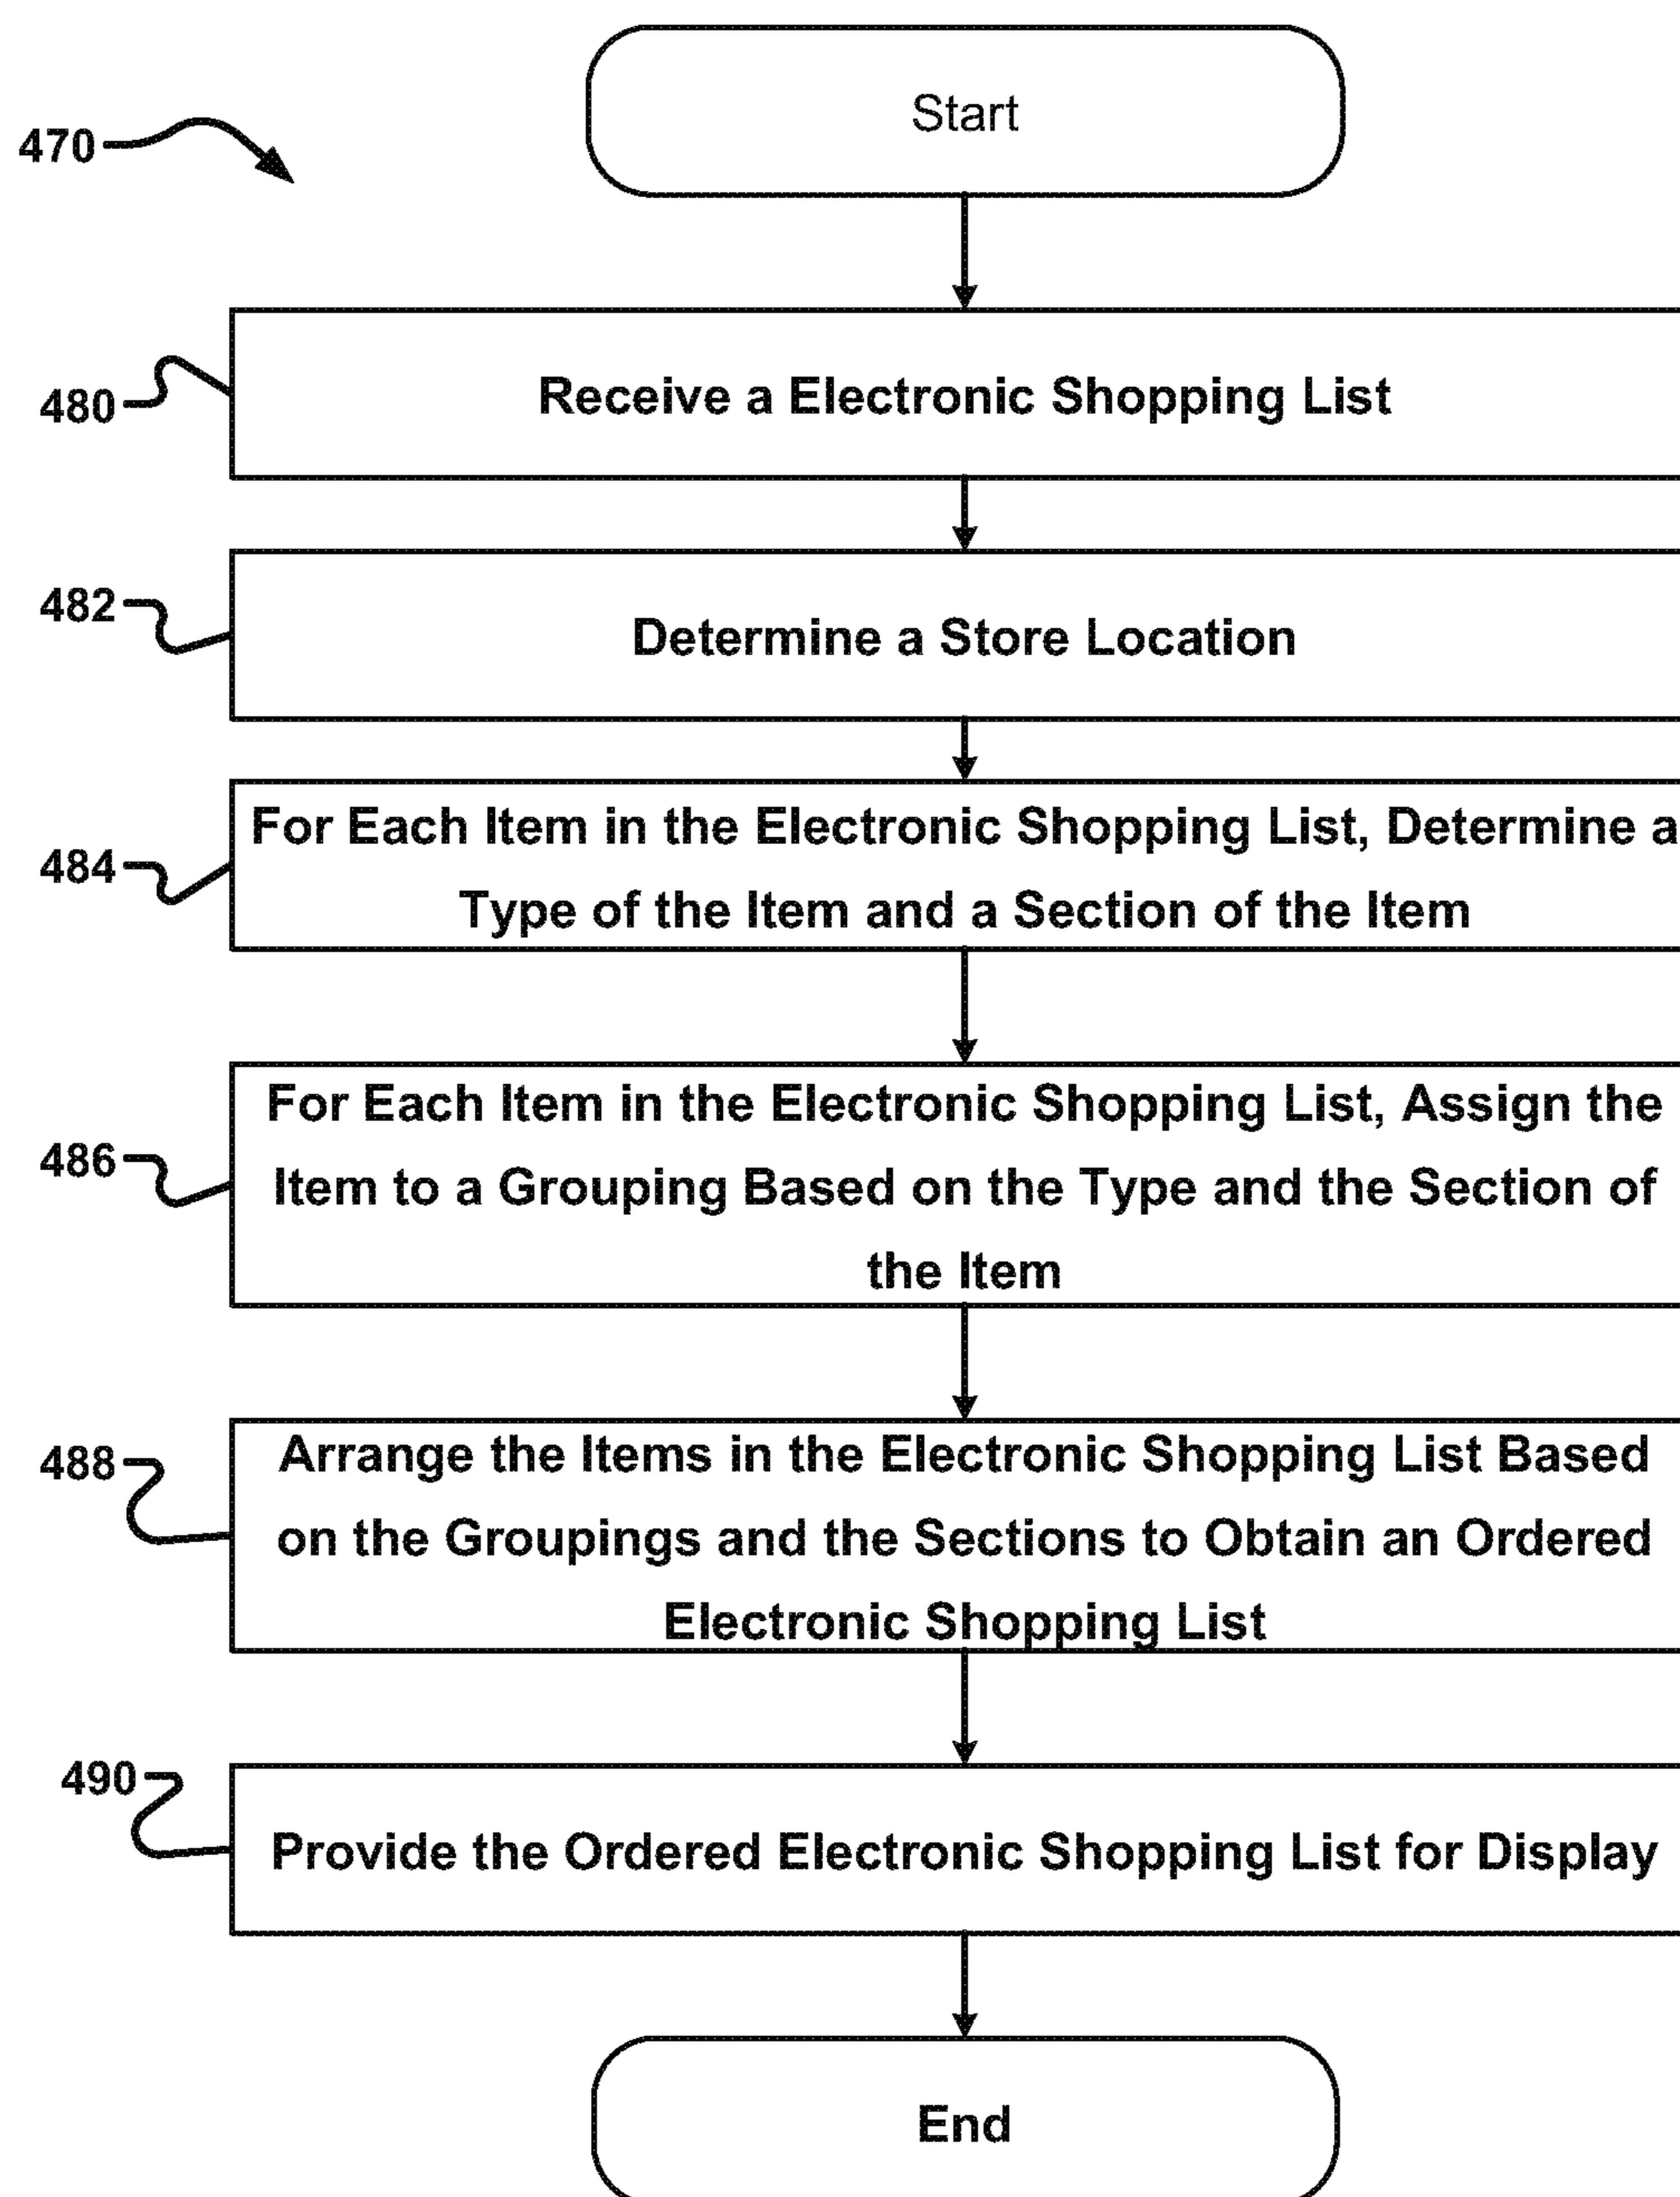 Start
470
480
Receive a Electronic Shopping List
482
Determine a Store Location
484
For Each Item in the Electronic Shopping List, Determine a
Type of the Item and a Section of the Item
486
For Each Item in the Electronic Shopping List, Assign the
Item to a Grouping Based on the Type and the Section of
the Item
488
Arrange the Items in the Electronic Shopping List Based
on the Groupings and the Sections to Obtain an Ordered
Electronic Shopping List
490
Provide the Ordered Electronic Shopping List for Display
End